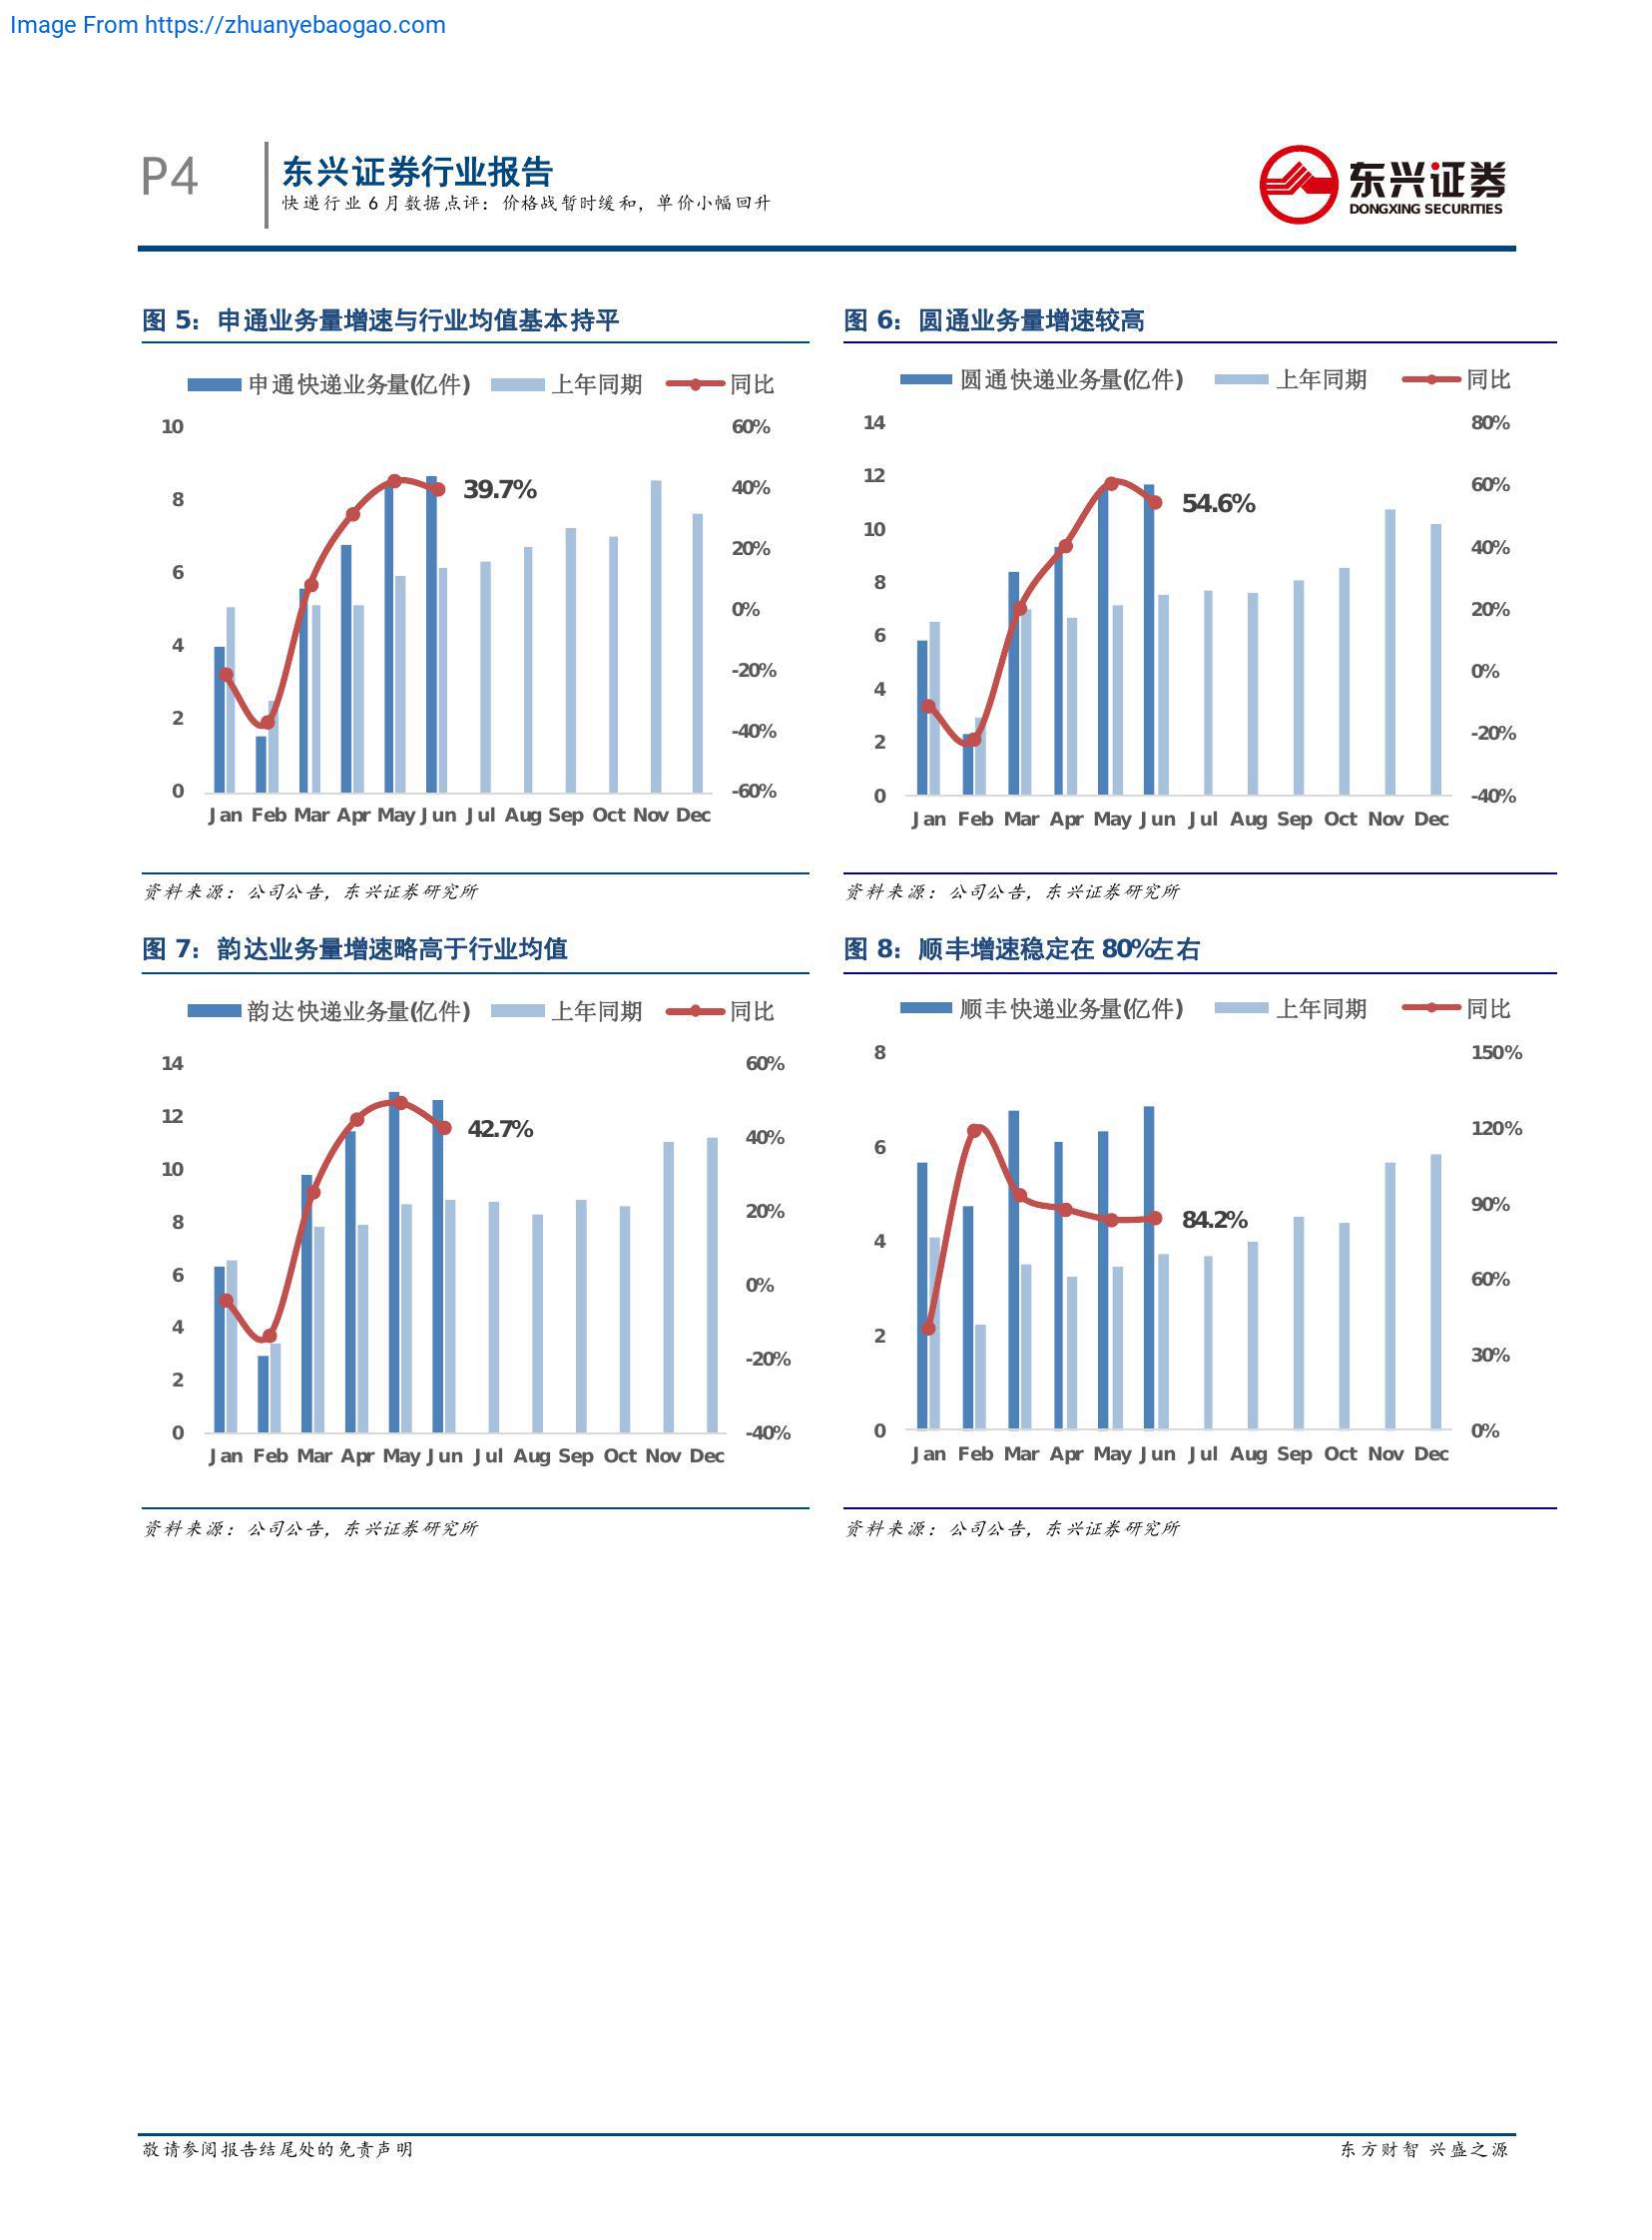 Image From https://zhuanyebaogao.com
P4
东兴证券行业报告
快递行业 6 月数据点评：价格战暂时缓和，单价小幅回升
东兴证券
DONGXING SECURITIES
图 5：申通业务量增速与行业均值基本持平
申通快递业务量(亿件) 上年同期 同比
10
8
6
4
2
0
60%
40%
20%
0%
-20%
-40%
-60%
39.7%
Jan Feb Mar Apr May Jun Jul Aug Sep Oct Nov Dec
资料来源：公司公告，东兴证券研究所
图 6：圆通业务量增速较高
圆通快递业务量(亿件) 上年同期 同比
14
12
10
8
6
4
2
0
80%
60%
40%
20%
0%
-20%
-40%
54.6%
Jan Feb Mar Apr May Jun Jul Aug Sep Oct Nov Dec
资料来源：公司公告，东兴证券研究所
图 7：韵达业务量增速略高于行业均值
韵达快递业务量(亿件) 上年同期 同比
14
12
10
8
6
4
2
0
60%
40%
20%
0%
-20%
-40%
42.7%
Jan Feb Mar Apr May Jun Jul Aug Sep Oct Nov Dec
资料来源：公司公告，东兴证券研究所
图 8：顺丰增速稳定在 80%左右
顺丰快递业务量(亿件) 上年同期 同比
8
6
4
2
0
150%
120%
90%
60%
30%
0%
84.2%
Jan Feb Mar Apr May Jun Jul Aug Sep Oct Nov Dec
资料来源：公司公告，东兴证券研究所
敬请参阅报告结尾处的免责声明
东方财智 兴盛之源